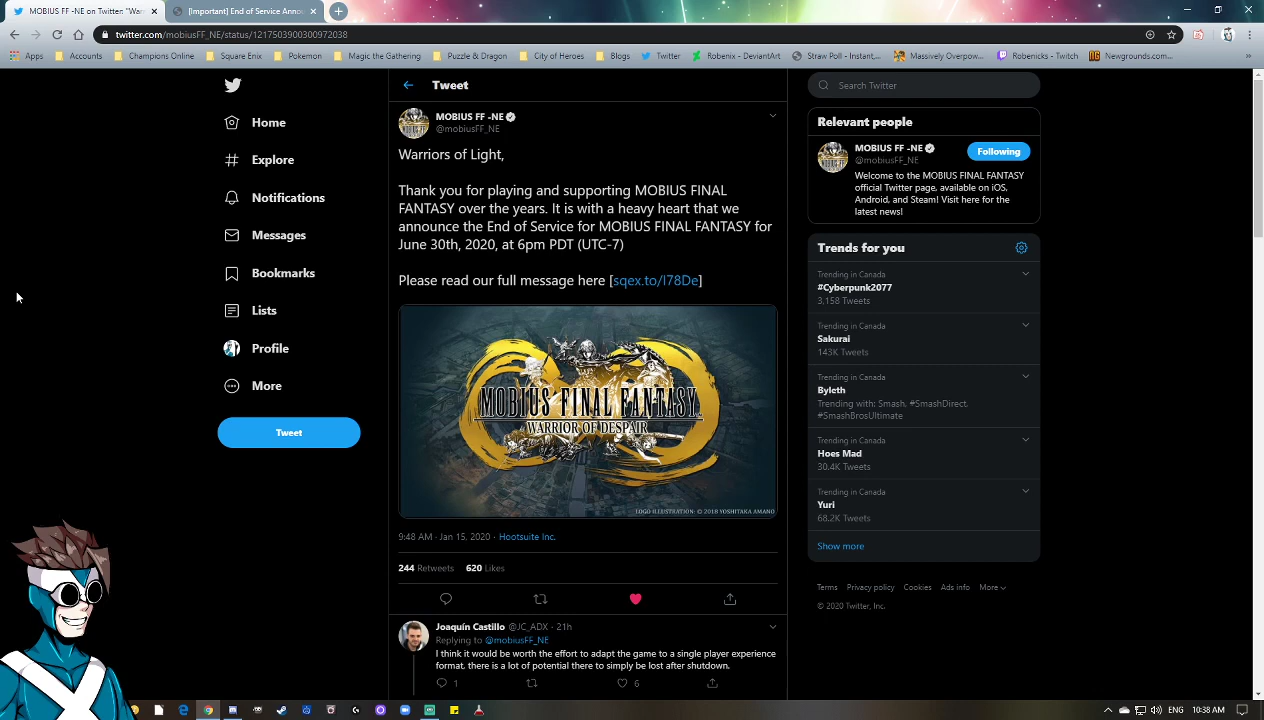 MOBIUS FF -NE on Twitter: "War
[Important] End of Service Anno
twitter.com/mobiusFF_NE/status/1217503900300972038
Apps Accounts Champions Online Square Enix Pokemon Magic the Gathering Puzzle & Dragon City of Heroes Blogs Twitter Robenix - DeviantArt Straw Poll - Instant,... Massively Overpow... Robenicks - Twitch Newgrounds.com...
Tweet
Search Twitter
Home
Explore
Notifications
Messages
Bookmarks
Lists
Profile
More
Tweet
MOBIUS FF -NE
@mobiusFF_NE
Warriors of Light,
Thank you for playing and supporting MOBIUS FINAL
FANTASY over the years. It is with a heavy heart that we
announce the End of Service for MOBIUS FINAL FANTASY for
June 30th, 2020, at 6pm PDT (UTC-7)
Please read our full message here [sqex.to/I78De]
MOBIUS FINAL FANTASY
WARRIOR OF DESPAIR
LOGO ILLUSTRATION: © 2018 YOSHITAKA AMANO
9:48 AM · Jan 15, 2020 · Hootsuite Inc.
244 Retweets 620 Likes
Joaquín Castillo @JC_ADX · 21h
Replying to @mobiusFF_NE
I think it would be worth the effort to adapt the game to a single player experience
format, there is a lot of potential there to simply be lost after shutdown.
1 6
Relevant people
MOBIUS FF -NE
@mobiusFF_NE
Following
Welcome to the MOBIUS FINAL FANTASY
official Twitter page, available on iOS,
Android, and Steam! Visit here for the
latest news!
Trends for you
Trending in Canada
#Cyberpunk2077
3,158 Tweets
Trending in Canada
Sakurai
143K Tweets
Trending in Canada
Byleth
Trending with: Smash, #SmashDirect,
#SmashBrosUltimate
Trending in Canada
Hoes Mad
30.4K Tweets
Trending in Canada
Yuri
68.2K Tweets
Show more
Terms Privacy policy Cookies Ads info More
© 2020 Twitter, Inc.
10:38 AM